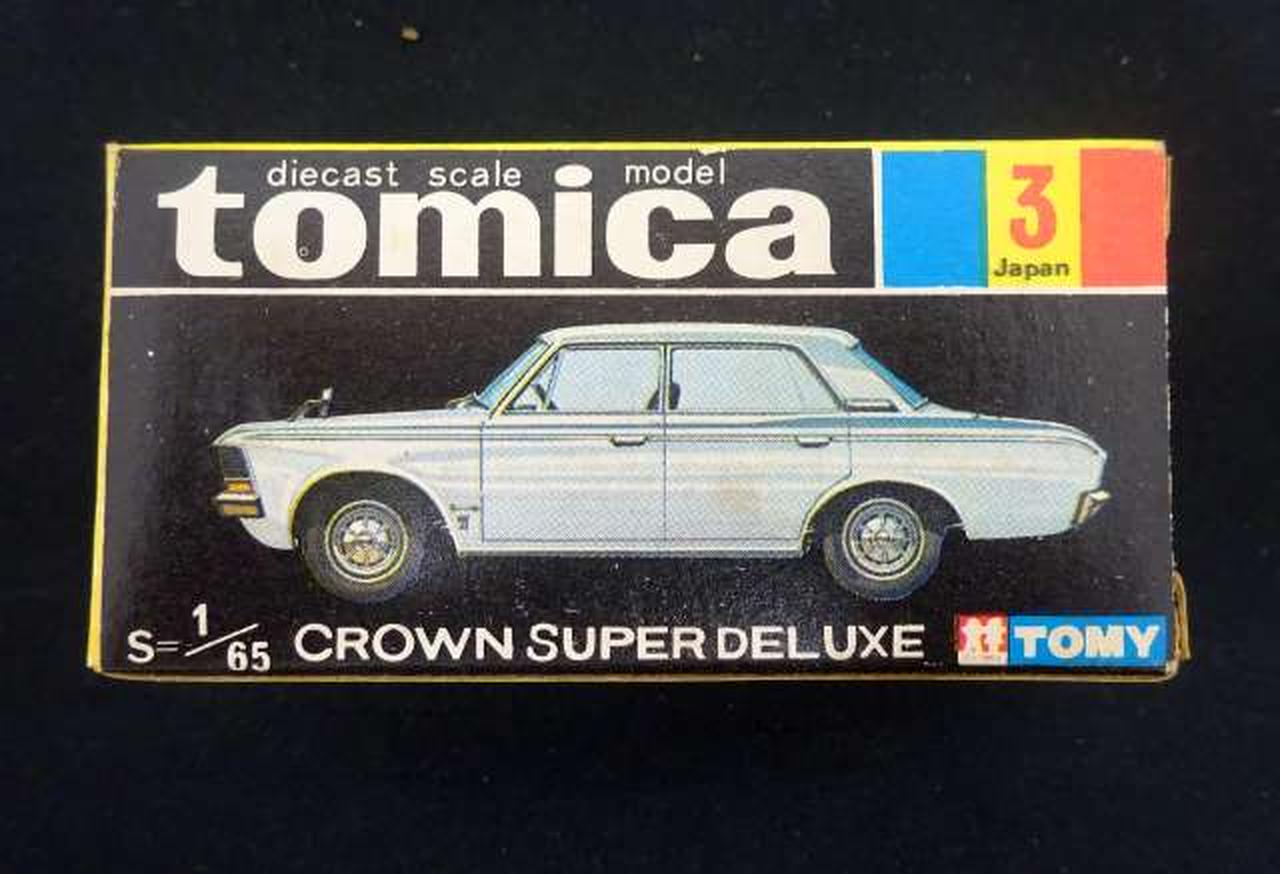 diecast scale model
tomica
3
Japan
S=1/65 CROWN SUPER DELUXE
TOMY